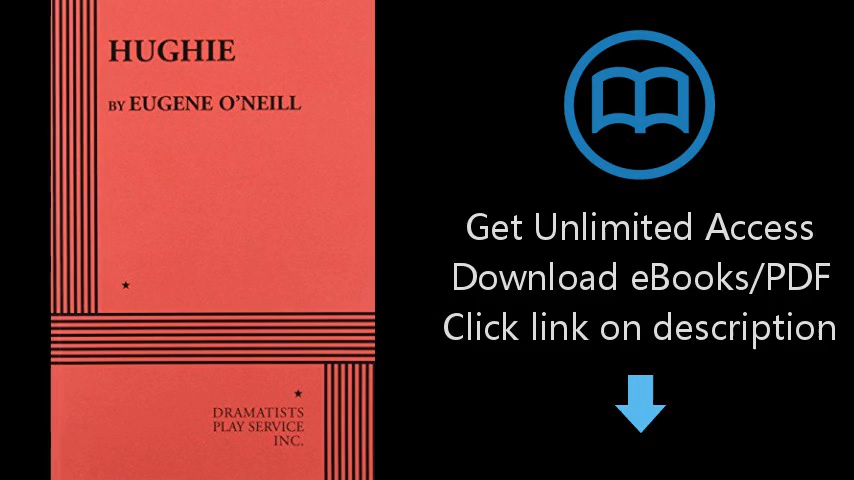 HUGHIE
BY EUGENE O'NEILL
DRAMATISTS
PLAY SERVICE
INC.
Get Unlimited Access
Download eBooks/PDF
Click link on description